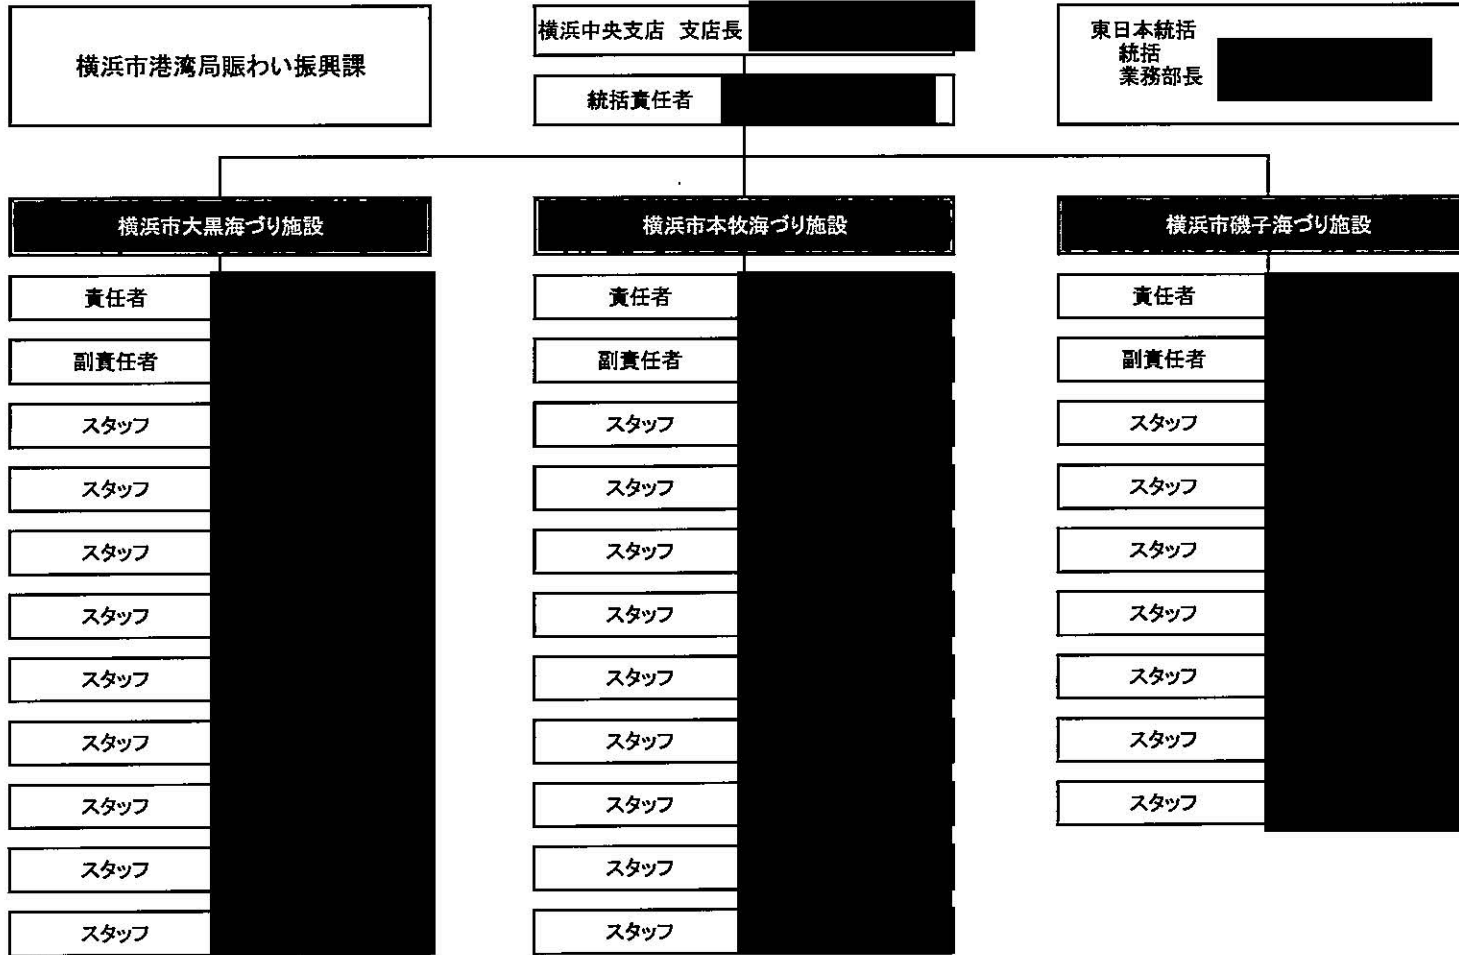 横浜市港湾局賑わい振興課
横浜中央支店 支店長
統括責任者
東日本統括
統括
業務部長
横浜市大黒海づり施設
責任者
副責任者
スタッフ
スタッフ
スタッフ
スタッフ
スタッフ
スタッフ
スタッフ
スタッフ
スタッフ
横浜市本牧海づり施設
責任者
副責任者
スタッフ
スタッフ
スタッフ
スタッフ
スタッフ
スタッフ
スタッフ
スタッフ
スタッフ
横浜市磯子海づり施設
責任者
副責任者
スタッフ
スタッフ
スタッフ
スタッフ
スタッフ
スタッフ
スタッフ